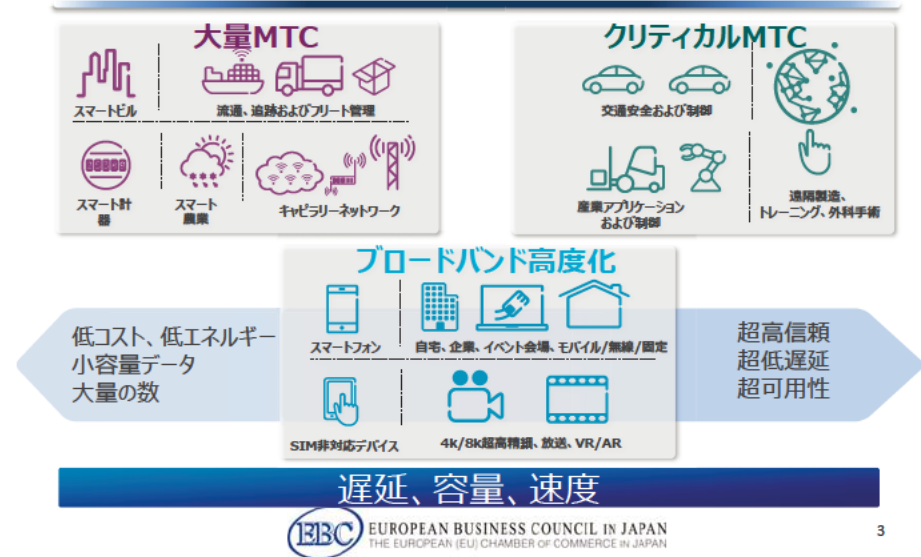 大量MTC
スマートビル
流通、追跡およびフリート管理
スマート計
器
スマート
農業
キャピラリーネットワーク
クリティカルMTC
交通安全および制御
産業アプリケーション
および制御
遠隔製造、
トレーニング、外科手術
ブロードバンド高度化
スマートフォン
自宅、企業、イベント会場、モバイル/無線/固定
SIM非対応デバイス
4k/8k超高精細、放送、VR/AR
低コスト、低エネルギー
小容量データ
大量の数
超高信頼
超低遅延
超可用性
遅延、容量、速度
EBC
EUROPEAN BUSINESS COUNCIL IN JAPAN
THE EUROPEAN (EU) CHAMBER OF COMMERCE IN JAPAN
3